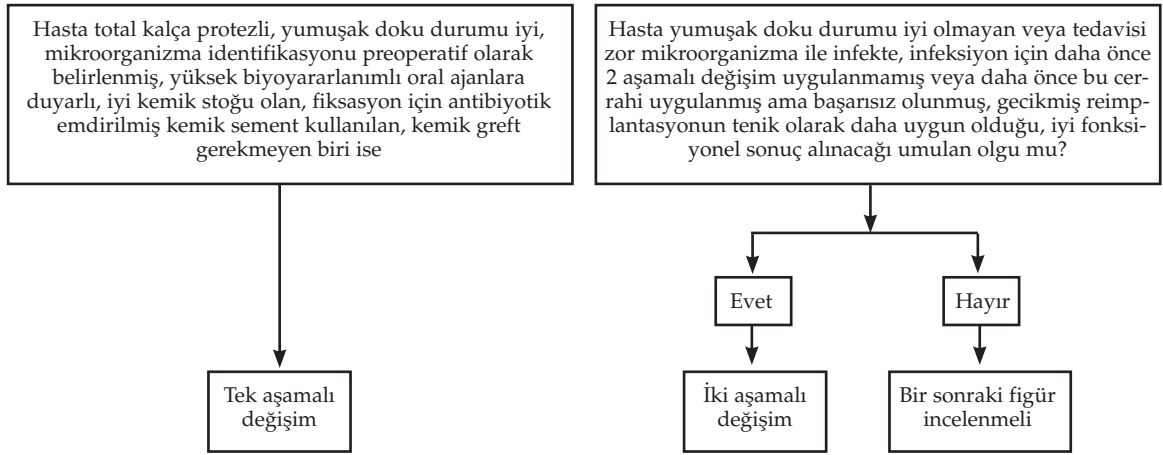 Hasta total kalça protezli, yumuşak doku durumu iyi,
mikroorganizma identifikasyonu preoperatif olarak
belirlenmiş, yüksek biyoyararlanımlı oral ajanlara
duyarlı, iyi kemik stoğu olan, fiksasyon için antibiyotik
emdirilmiş kemik sement kullanılan, kemik greft
gerekmeyen biri ise
Hasta yumuşak doku durumu iyi olmayan veya tedavisi
zor mikroorganizma ile infekte, infeksiyon için daha önce
2 aşamalı değişim uygulanmamış veya daha önce bu cer-
rahi uygulanmış ama başarısız olunmuş, gecikmiş reimp-
lantasyonun tenik olarak daha uygun olduğu, iyi fonksi-
yonel sonuç alınacağı umulan olgu mu?
Evet
Hayır
Tek aşamalı
değişim
İki aşamalı
değişim
Bir sonraki figür
incelenmeli